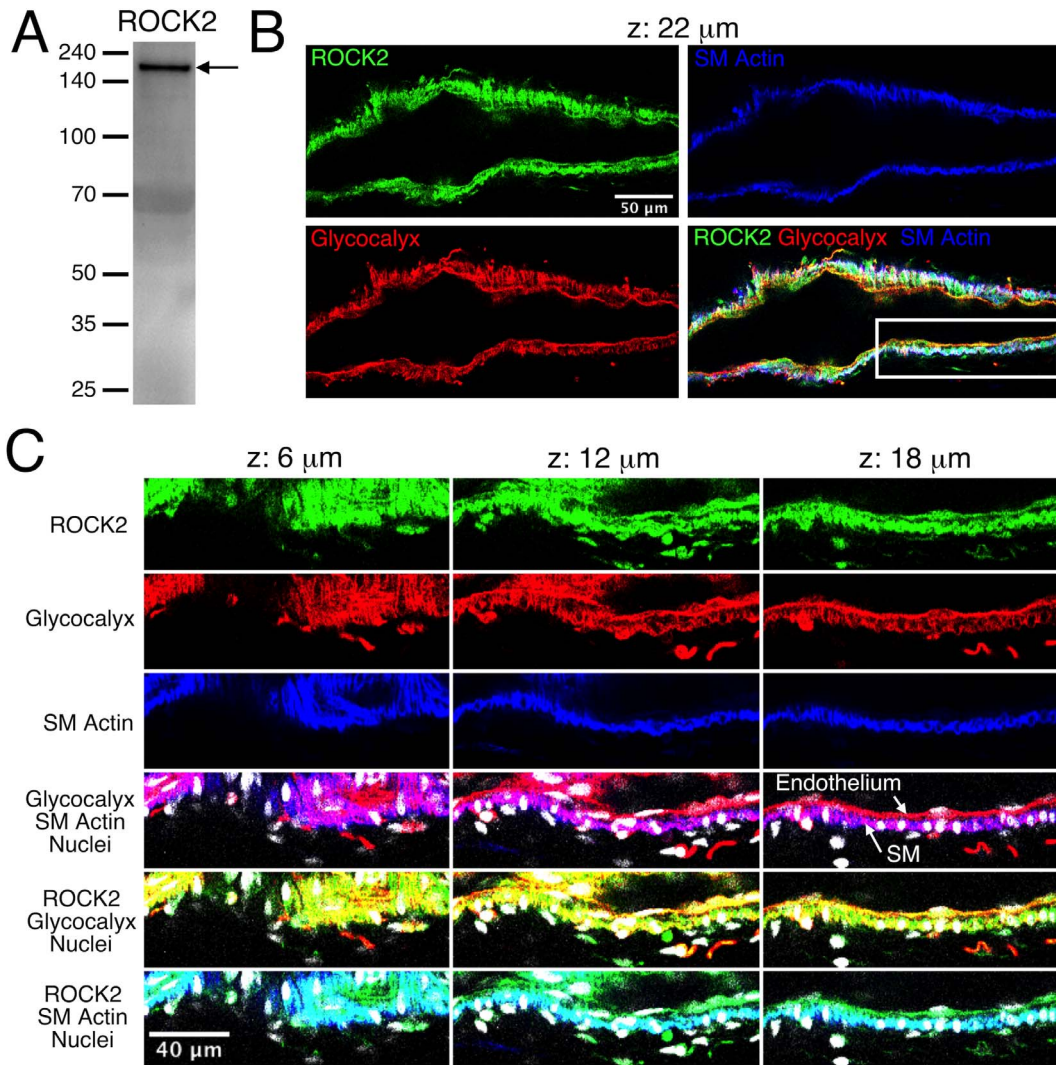 A
ROCK2
240
140
100
70
50
35
25
B
z: 22 μm
ROCK2
SM Actin
50 μm
Glycocalyx
ROCK2 Glycocalyx SM Actin
C
z: 6 μm
z: 12 μm
z: 18 μm
ROCK2
Glycocalyx
SM Actin
Glycocalyx
SM Actin
Nuclei
Endothelium
SM
ROCK2
Glycocalyx
Nuclei
ROCK2
SM Actin
Nuclei
40 μm